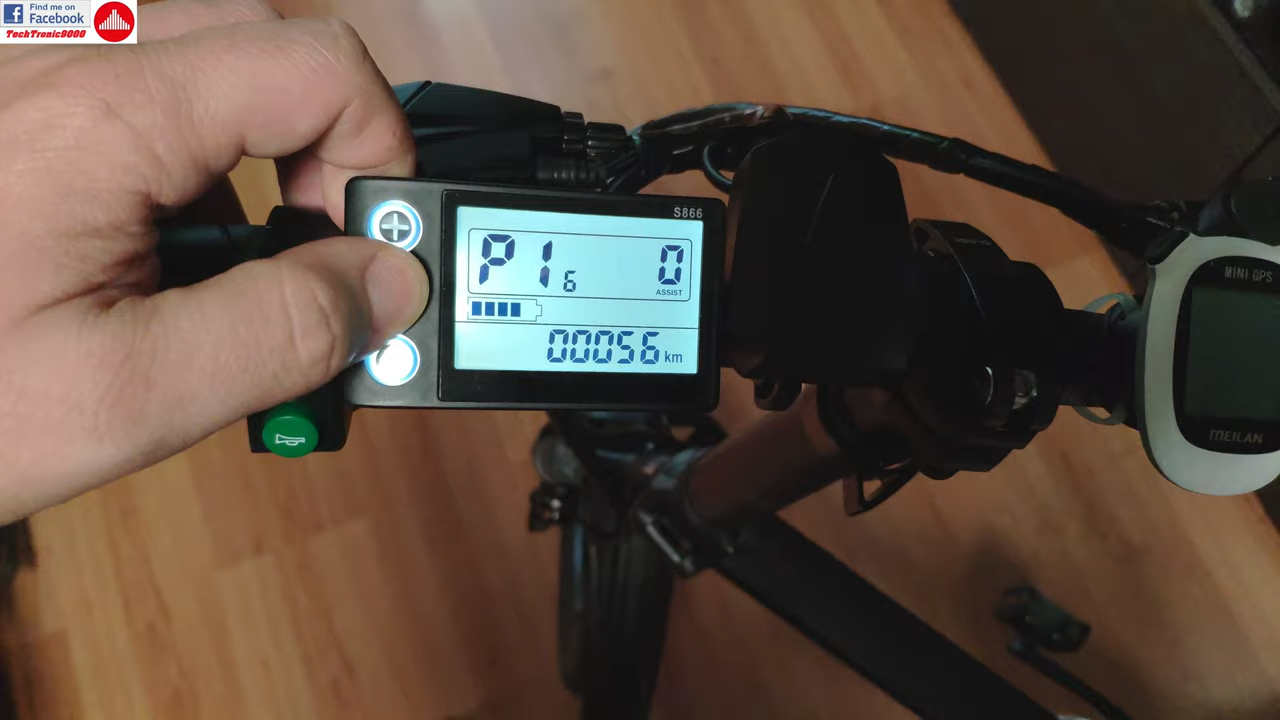 Find me on
Facebook
TechTronic9000
S866
P1 6 0
ASSIST
00056 km
MINI GPS
MEILAN